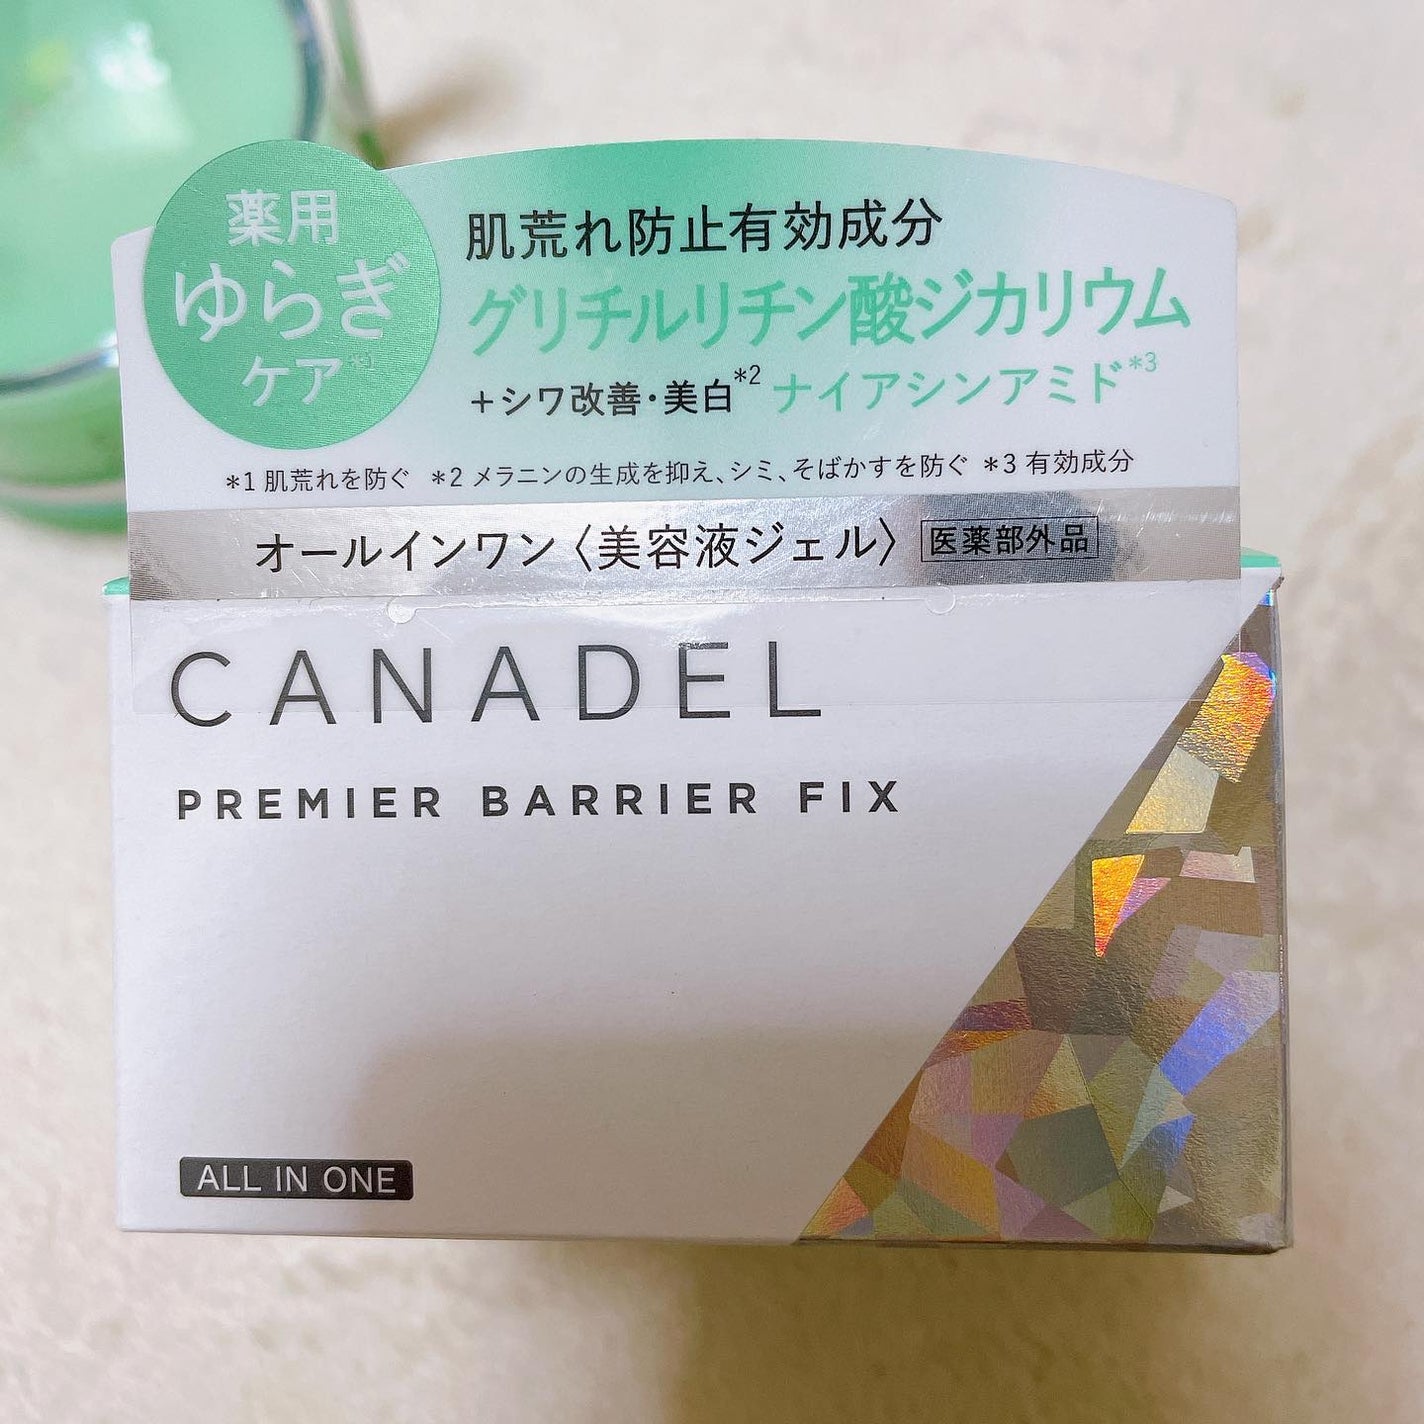 薬用
ゆらぎ
ケア*1
肌荒れ防止有効成分
グリチルリチン酸ジカリウム
+シワ改善・美白*2 ナイアシンアミド*3
*1 肌荒れを防ぐ *2 メラニンの生成を抑え、シミ、そばかすを防ぐ *3 有効成分
オールインワン〈美容液ジェル〉 医薬部外品
CANADEL
PREMIER BARRIER FIX
ALL IN ONE